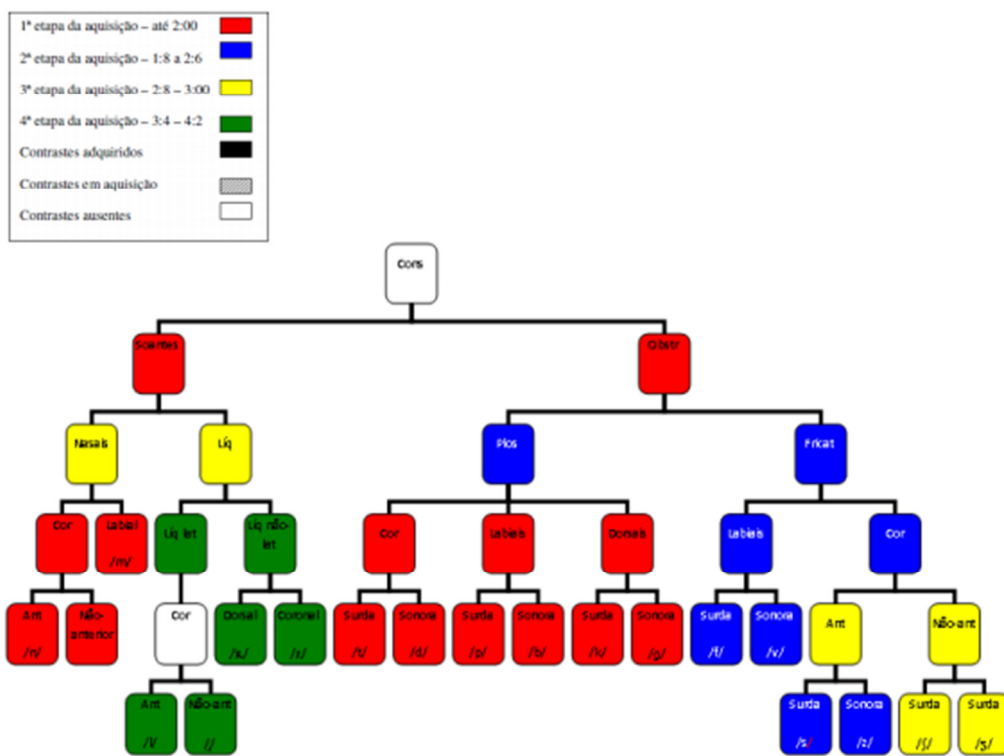 1ª etapa da aquisição – até 2:00
2ª etapa da aquisição – 1:8 a 2:6
3ª etapa da aquisição – 2:8 – 3:00
4ª etapa da aquisição – 3:4 – 4:2
Contrastes adquiridos
Contrastes em aquisição
Contrastes ausentes
Cons
Soantes
Obstr
Nasais
Líq
Plos
Fricat
Cor
Labial
/m/
Líq lat
Líq não-
lat
Cor
Labiais
Dorsais
Labiais
Cor
Ant
/n/
Não-
anterior
Cor
Dorsal
Coronal
Surda
/t/
Sonora
/d/
Surda
/p/
Sonora
/b/
Surda
/k/
Sonora
/g/
Surda
/f/
Sonora
/v/
Ant
Não-ant
Ant
/l/
Não-ant
Surda
/s/
Sonora
/z/
Surda
/ʃ/
Surda
/ʒ/